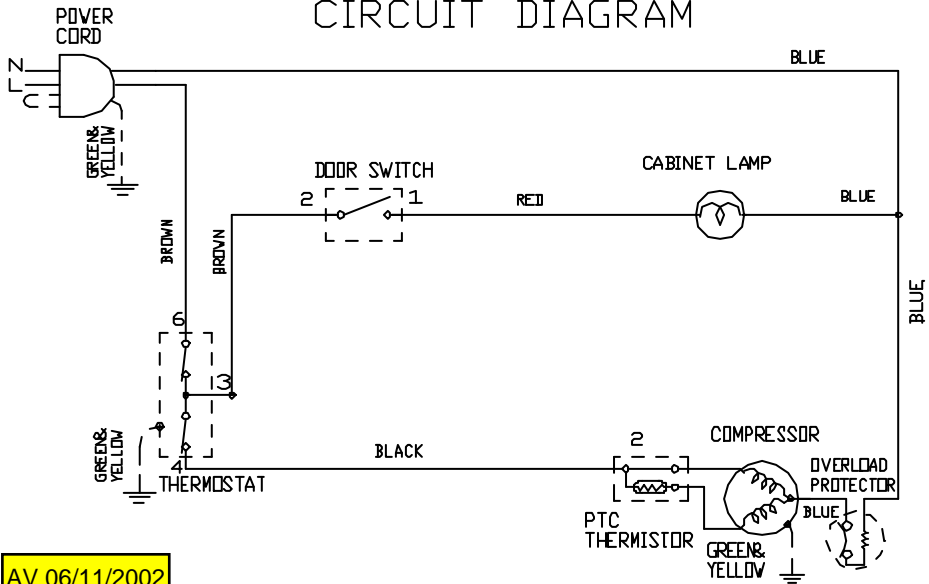 CIRCUIT DIAGRAM
POVER
CORD
BLUE
N
L
GREEN&
YELLOW
DOOR SWITCH
CABINET LAMP
2
1
RED
BLUE
BROWN
BROWN
BLUE
6
3
GREEN&
YELLOW
4
THERMOSTAT
BLACK
2
COMPRESSOR
OVERLOAD
PROTECTOR
BLUE
PTC
THERMISTOR
GREEN&
YELLOW
AV 06/11/2002